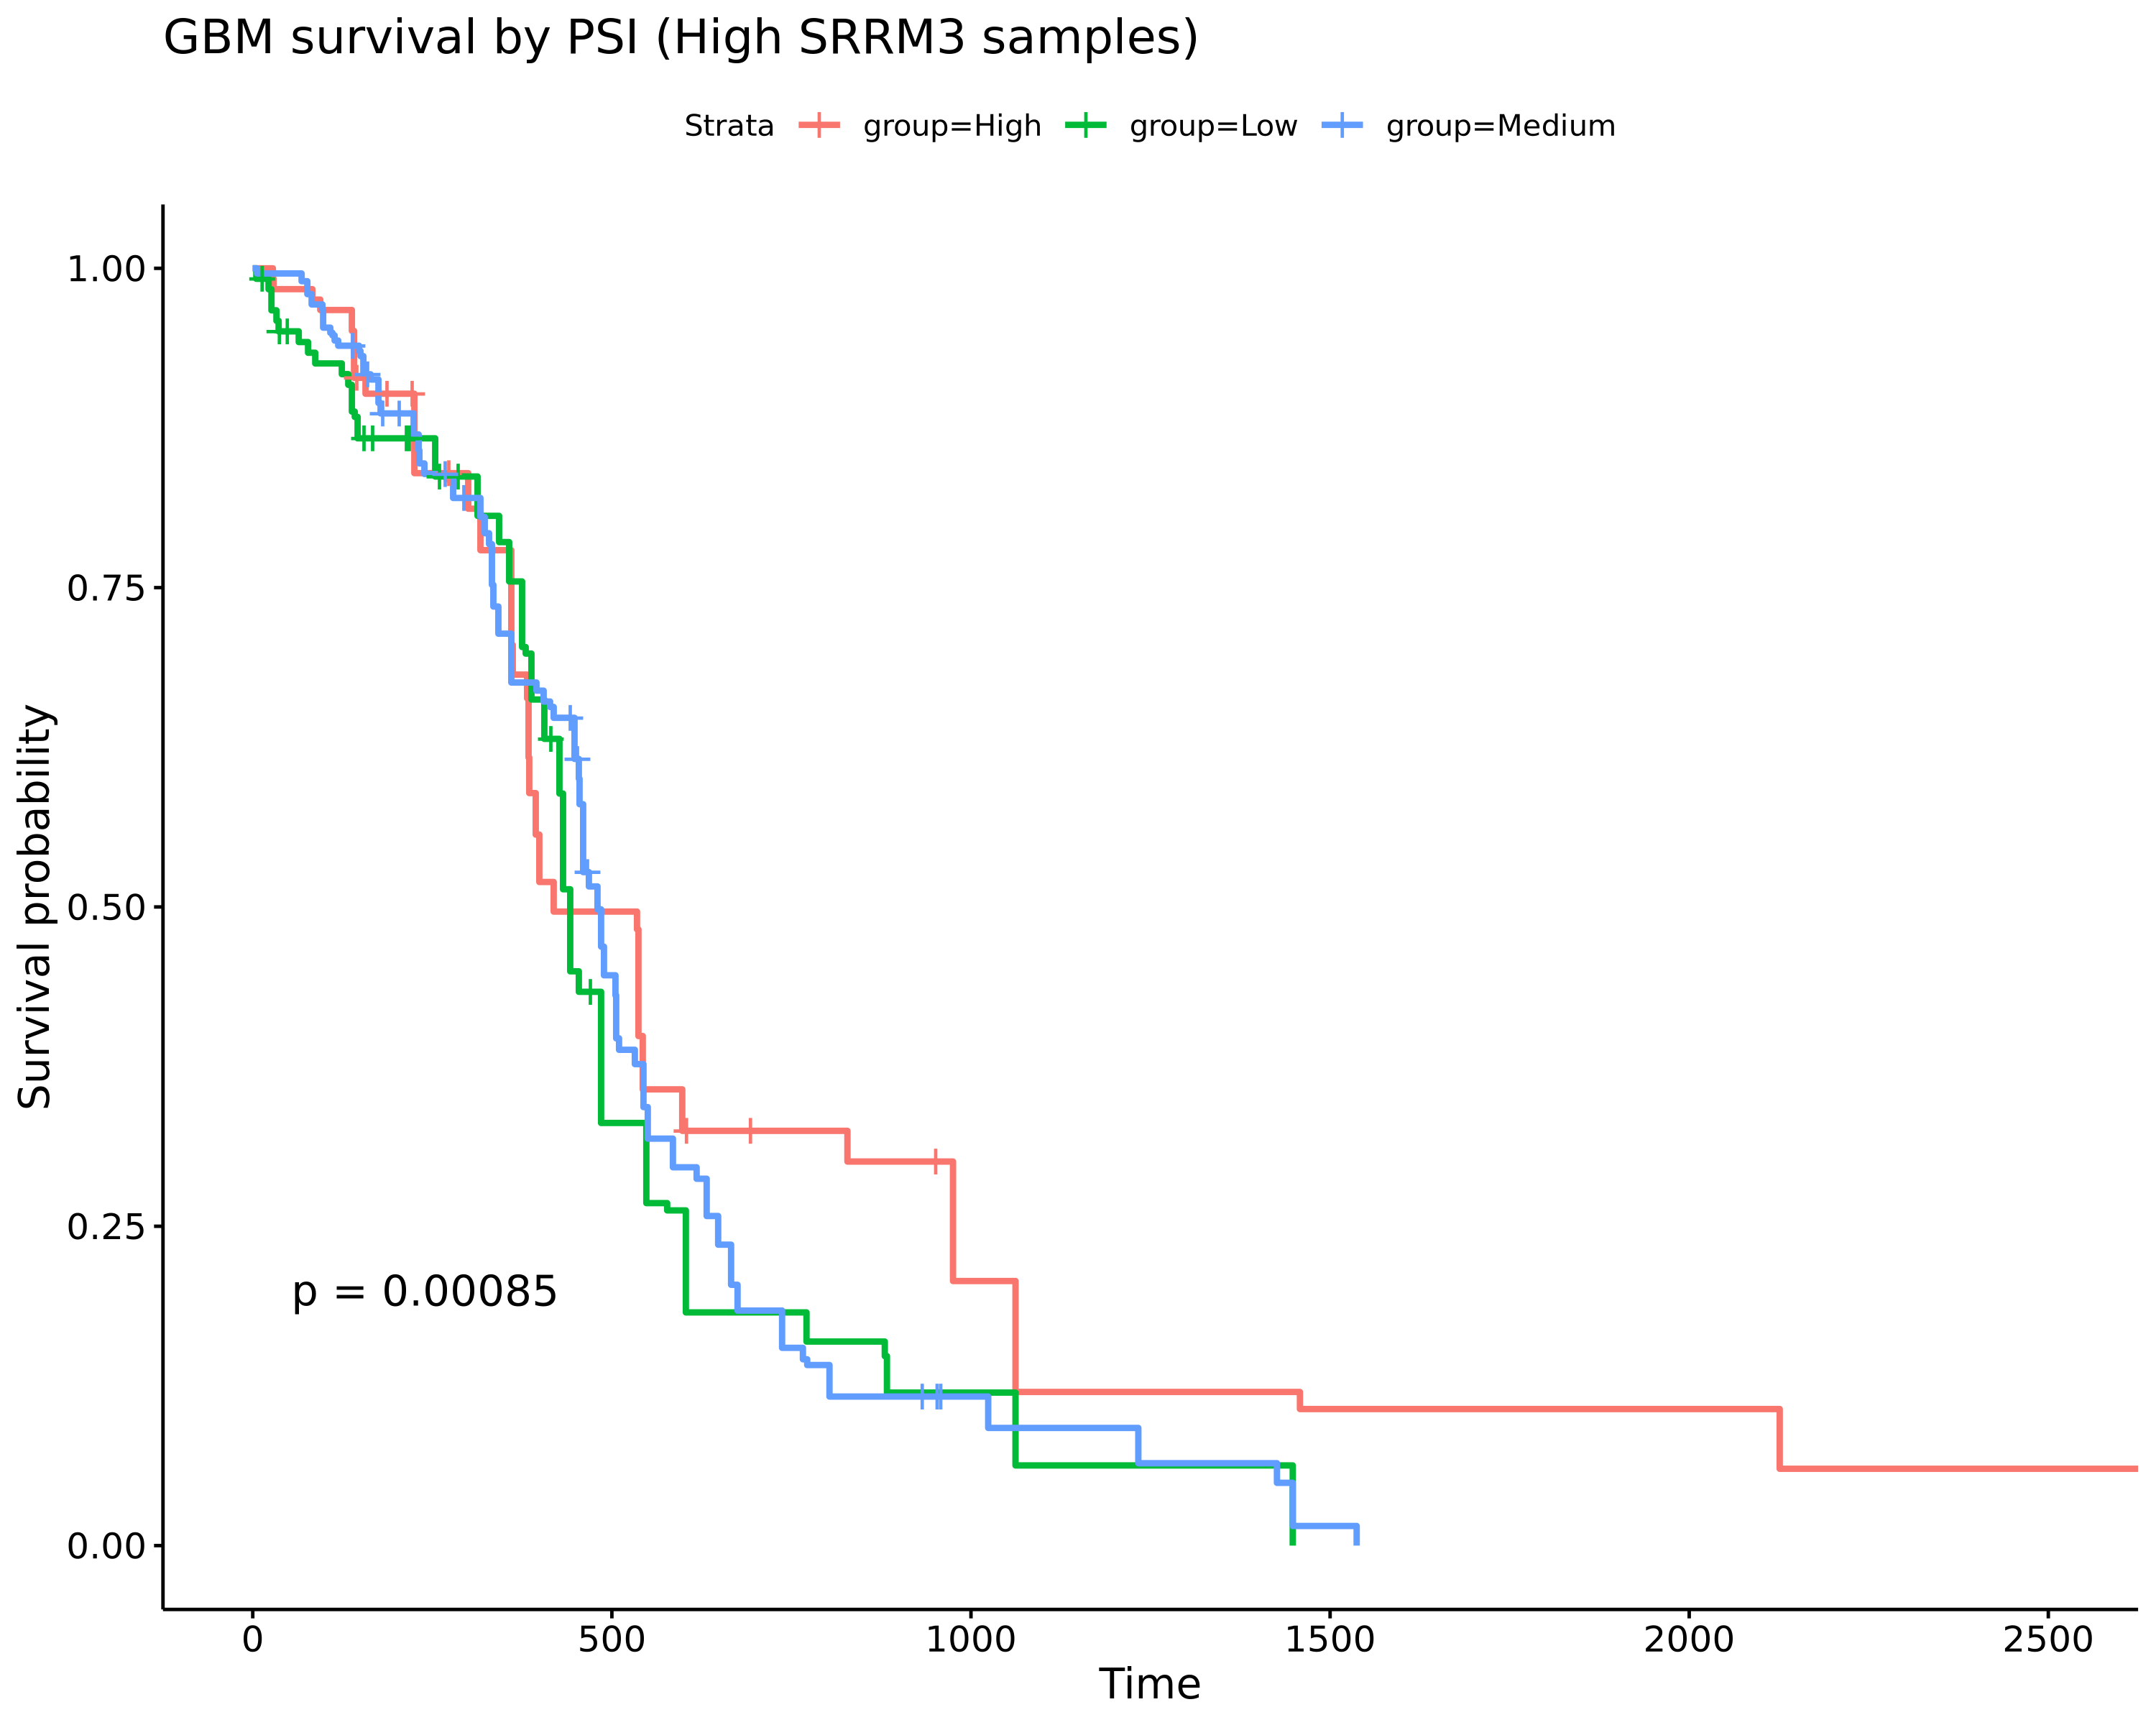 GBM survival by PSI (High SRRM3 samples)
Strata group=High group=Low group=Medium
Survival probability
1.00
0.75
0.50
0.25
0.00
p = 0.00085
0 500 1000 1500 2000 2500
Time